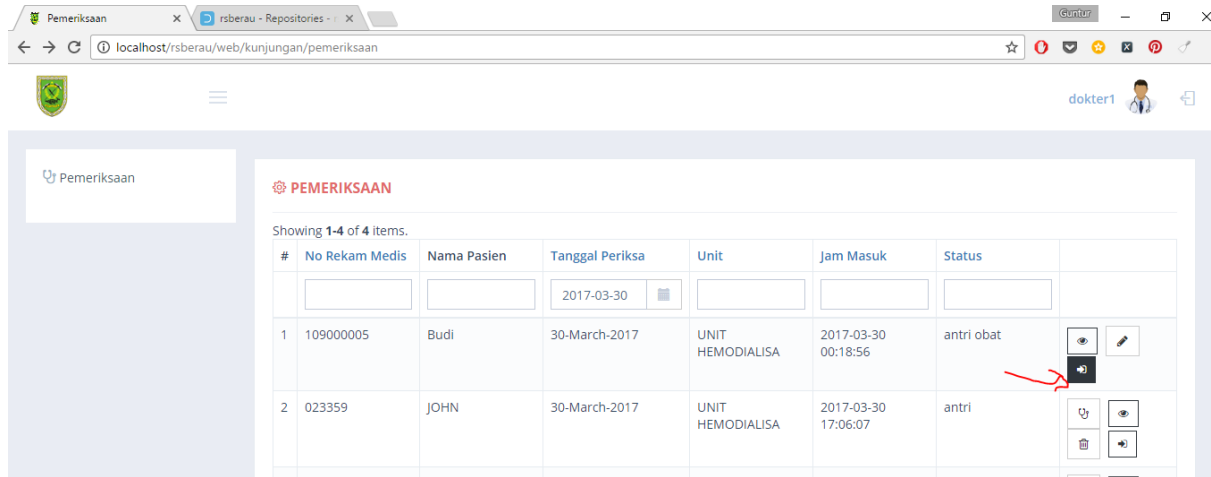 Pemeriksaan
rsberau - Repositories -
Guntur
localhost/rsberau/web/kunjungan/pemeriksaan
dokter1
Pemeriksaan
PEMERIKSAAN
Showing 1-4 of 4 items.
# No Rekam Medis Nama Pasien Tanggal Periksa Unit Jam Masuk Status
2017-03-30
1 109000005 Budi 30-March-2017 UNIT 2017-03-30 antri obat
HEMODIALISA 00:18:56
2 023359 JOHN 30-March-2017 UNIT 2017-03-30 antri
HEMODIALISA 17:06:07